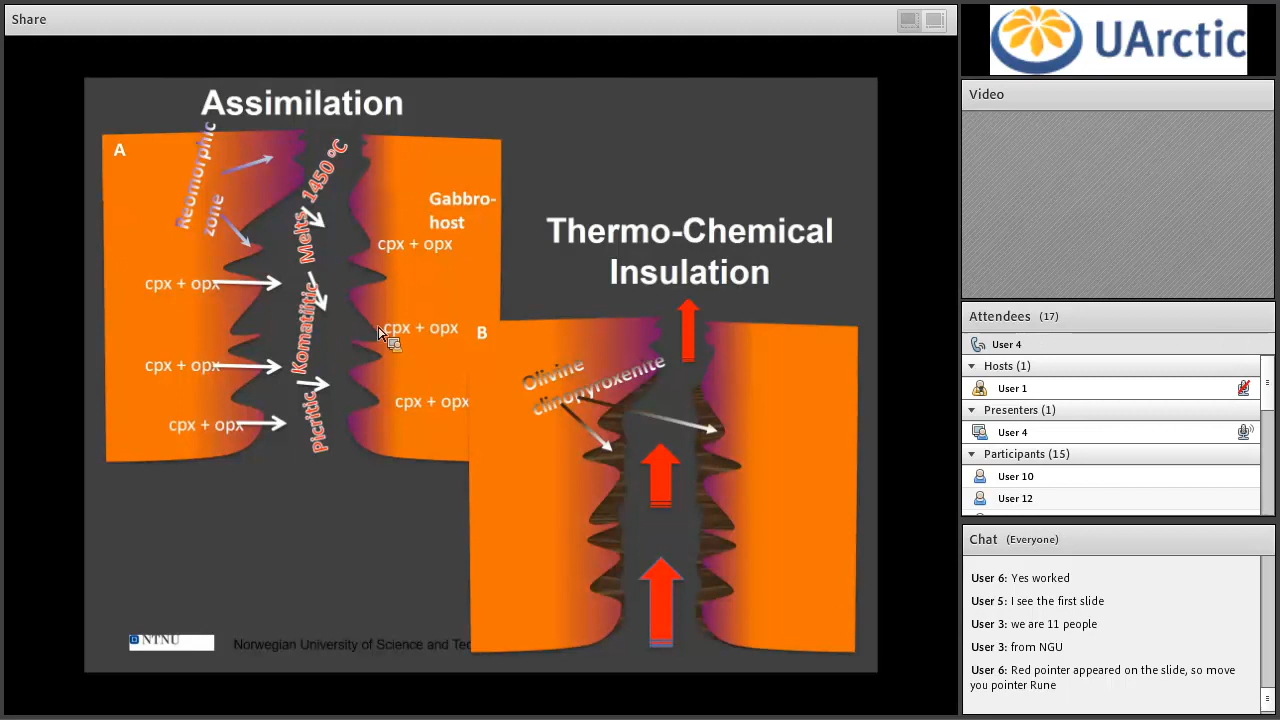 Share
Assimilation
A
Reomorphic
zone
Picritic Komatilitic Melts 1450 °C
Gabbro-
host
cpx + opx
cpx + opx
cpx + opx
cpx + opx
cpx + opx
cpx + opx
Thermo-Chemical
Insulation
B
Olivine
clinopyroxenite
NTNU
Norwegian University of Science and Tec
UArctic
Video
Attendees (17)
User 4
Hosts (1)
User 1
Presenters (1)
User 4
Participants (15)
User 10
User 12
Chat (Everyone)
User 6: Yes worked
User 5: I see the first slide
User 3: we are 11 people
User 3: from NGU
User 6: Red pointer appeared on the slide, so move
you pointer Rune